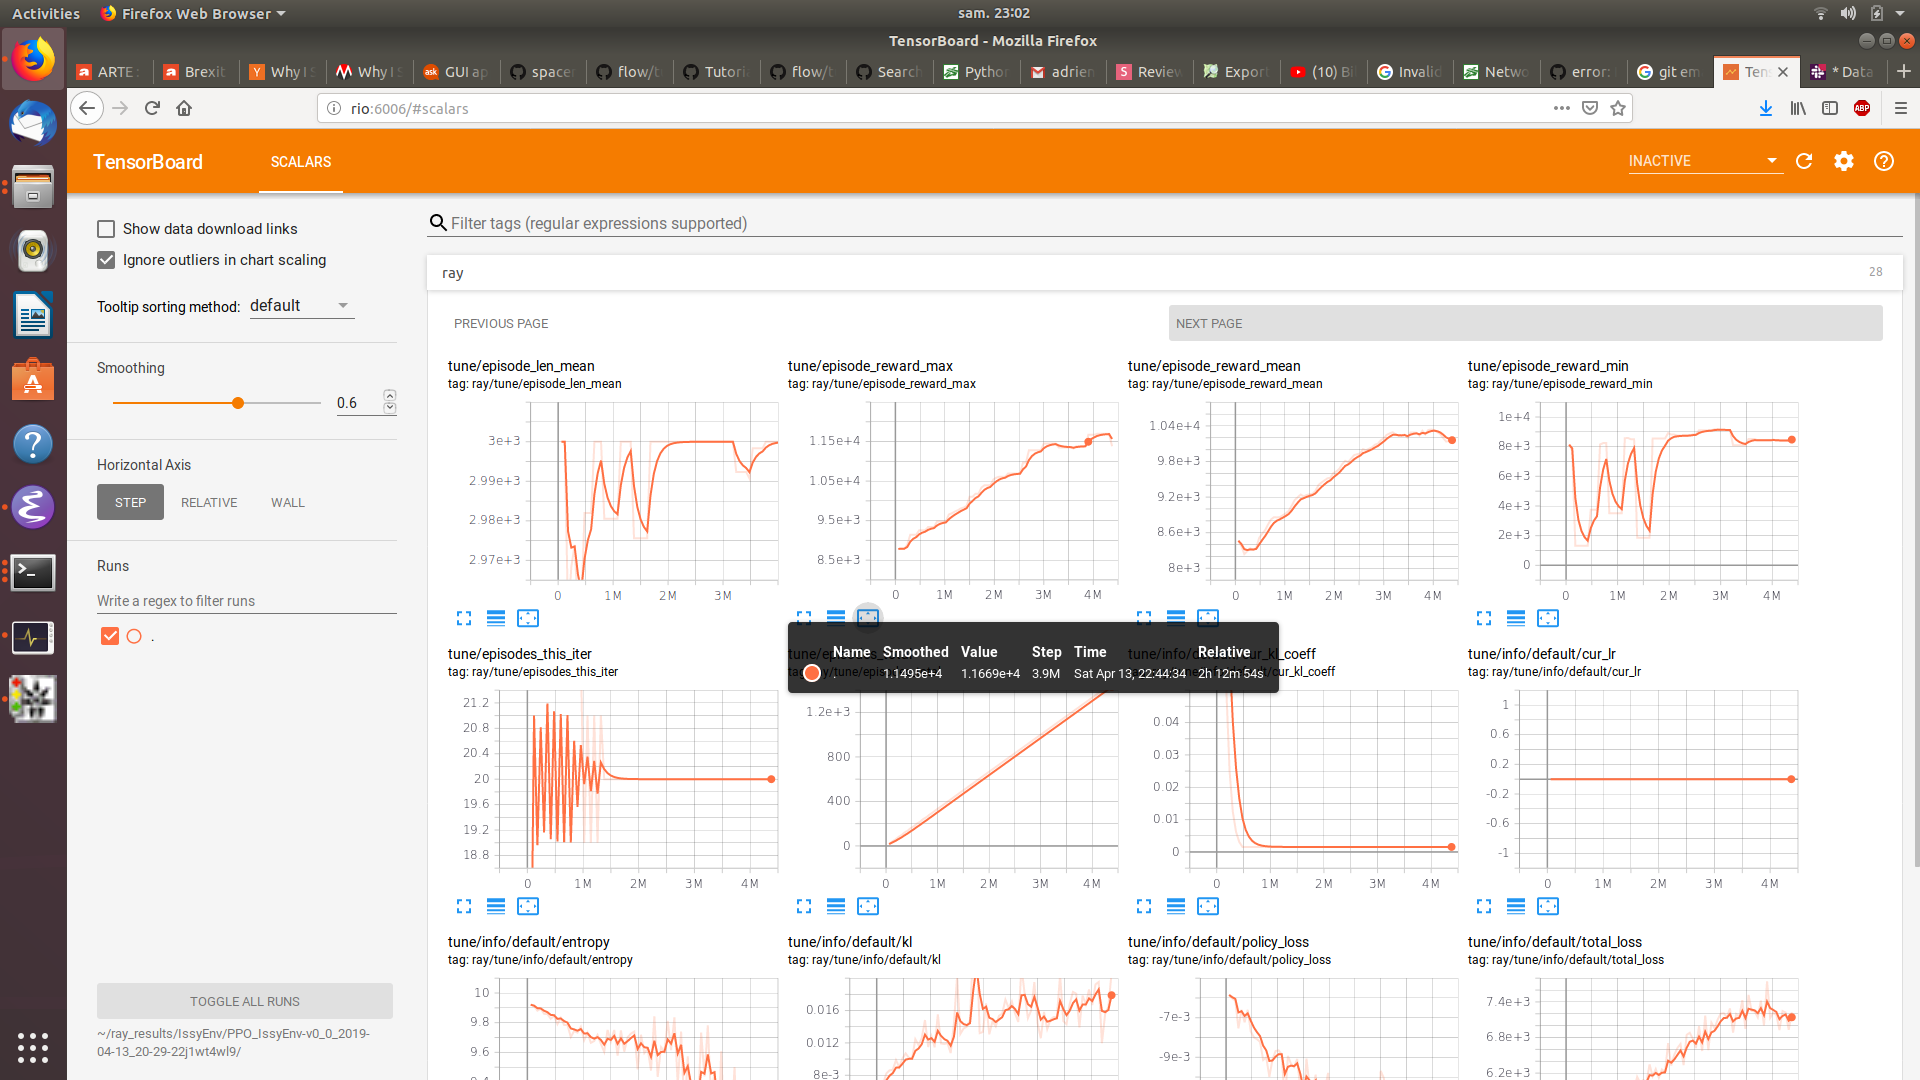 Activities Firefox Web Browser sam. 23:02
TensorBoard - Mozilla Firefox
ARTE Brexit Why I S Why I S GUI ap spacer flow/t Tutoria flow/t Search Pythor adrien Review Export (10) Bi Invalid Netwo error: git em Tens * Data
rio:6006/#scalars
TensorBoard SCALARS INACTIVE
Show data download links
Ignore outliers in chart scaling
Tooltip sorting method: default
Smoothing
0.6
Horizontal Axis
STEP RELATIVE WALL
Runs
Write a regex to filter runs
.
TOGGLE ALL RUNS
~/ray_results/IssyEnv/PPO_IssyEnv-v0_0_2019-
04-13_20-29-22j1wt4wl9/
Filter tags (regular expressions supported)
ray 28
PREVIOUS PAGE NEXT PAGE
tune/episode_len_mean
tag: ray/tune/episode_len_mean
3e+3
2.99e+3
2.98e+3
2.97e+3
0 1M 2M 3M
tune/episode_reward_max
tag: ray/tune/episode_reward_max
1.15e+4
1.05e+4
9.5e+3
8.5e+3
0 1M 2M 3M 4M
tune/episode_reward_mean
tag: ray/tune/episode_reward_mean
1.04e+4
9.8e+3
9.2e+3
8.6e+3
8e+3
0 1M 2M 3M 4M
tune/episode_reward_min
tag: ray/tune/episode_reward_min
1e+4
8e+3
6e+3
4e+3
2e+3
0
0 1M 2M 3M 4M
Name Smoothed Value Step Time Relative
. 1.1495e+4 1.1669e+4 3.9M Sat Apr 13, 22:44:34 2h 12m 54s
tune/episodes_this_iter
tag: ray/tune/episodes_this_iter
21.2
20.8
20.4
20
19.6
19.2
18.8
0 1M 2M 3M 4M
1.2e+3
800
400
0
0 1M 2M 3M 4M
tune/info/default/cur_kl_coeff
tag: ray/tune/info/default/cur_kl_coeff
0.04
0.03
0.02
0.01
0
0 1M 2M 3M 4M
tune/info/default/cur_lr
tag: ray/tune/info/default/cur_lr
1
0.6
0.2
-0.2
-0.6
-1
0 1M 2M 3M 4M
tune/info/default/entropy
tag: ray/tune/info/default/entropy
10
9.8
9.6
9.4
tune/info/default/kl
tag: ray/tune/info/default/kl
0.016
0.012
8e-3
tune/info/default/policy_loss
tag: ray/tune/info/default/policy_loss
-7e-3
-9e-3
tune/info/default/total_loss
tag: ray/tune/info/default/total_loss
7.4e+3
6.8e+3
6.2e+3